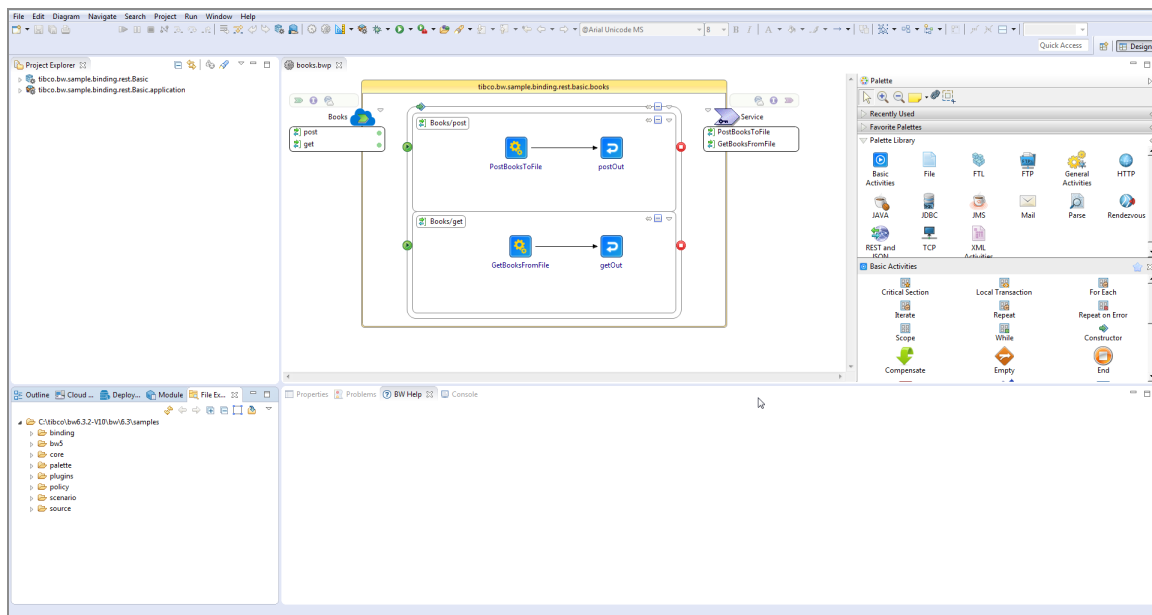 File Edit Diagram Navigate Search Project Run Window Help
@Arial Unicode MS 8 B I A
Quick Access Design
Project Explorer
tibco.bw.sample.binding.rest.Basic
tibco.bw.sample.binding.rest.Basic.application
books.bwp
tibco.bw.sample.binding.rest.basic.books
Books
post
get
Books/post
PostBooksToFile postOut
Books/get
GetBooksFromFile getOut
Service
PostBooksToFile
GetBooksFromFile
Palette
Recently Used
Favorite Palettes
Palette Library
Basic Activities
File
FTL
FTP
General Activities
HTTP
JAVA
JDBC
JMS
Mail
Parse
Rendezvous
REST and JSON
TCP
XML Activities
Basic Activities
Critical Section Local Transaction For Each
Iterate Repeat Repeat on Error
Scope While Constructor
Compensate Empty End
Outline Cloud ... Deploy... Module File Ex...
C:\tibco\bw6.3.2-V10\bw\6.3\samples
binding
bw5
core
palette
plugins
policy
scenario
source
Properties Problems BW Help Console